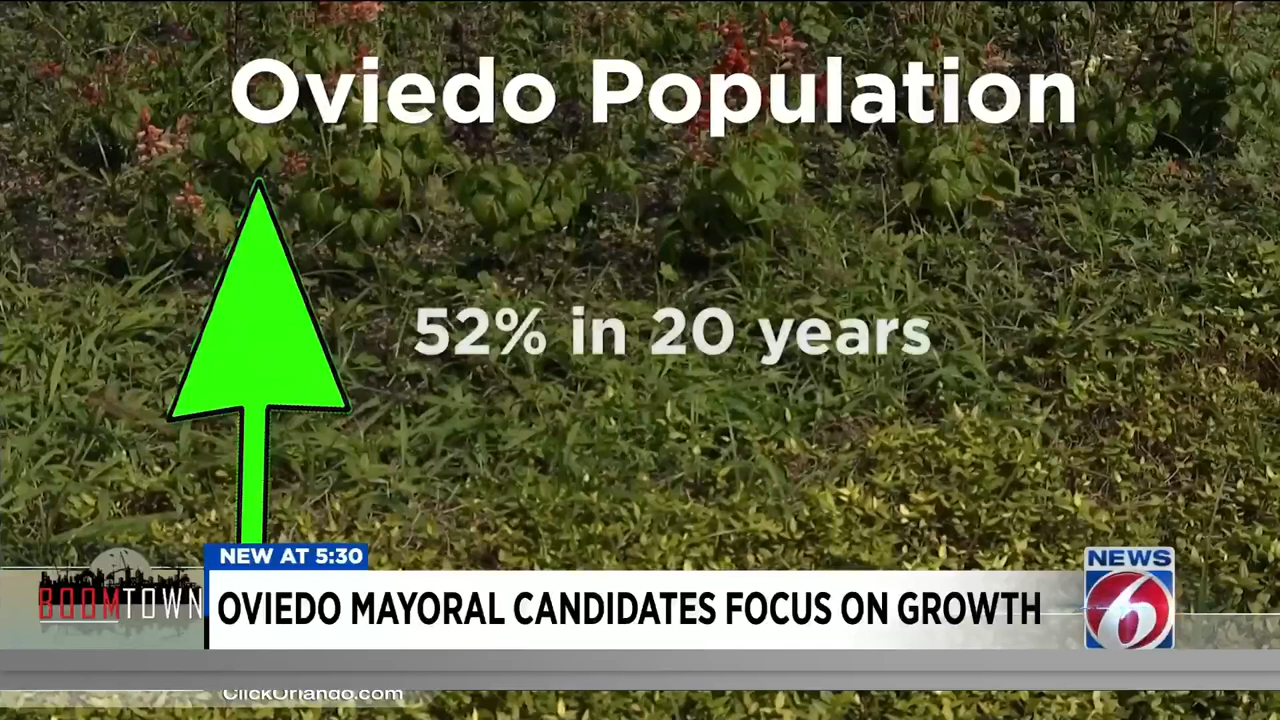 Oviedo Population
52% in 20 years
NEW AT 5:30
BOOMTOWN
OVIEDO MAYORAL CANDIDATES FOCUS ON GROWTH
NEWS
6
ClickOrlando.com